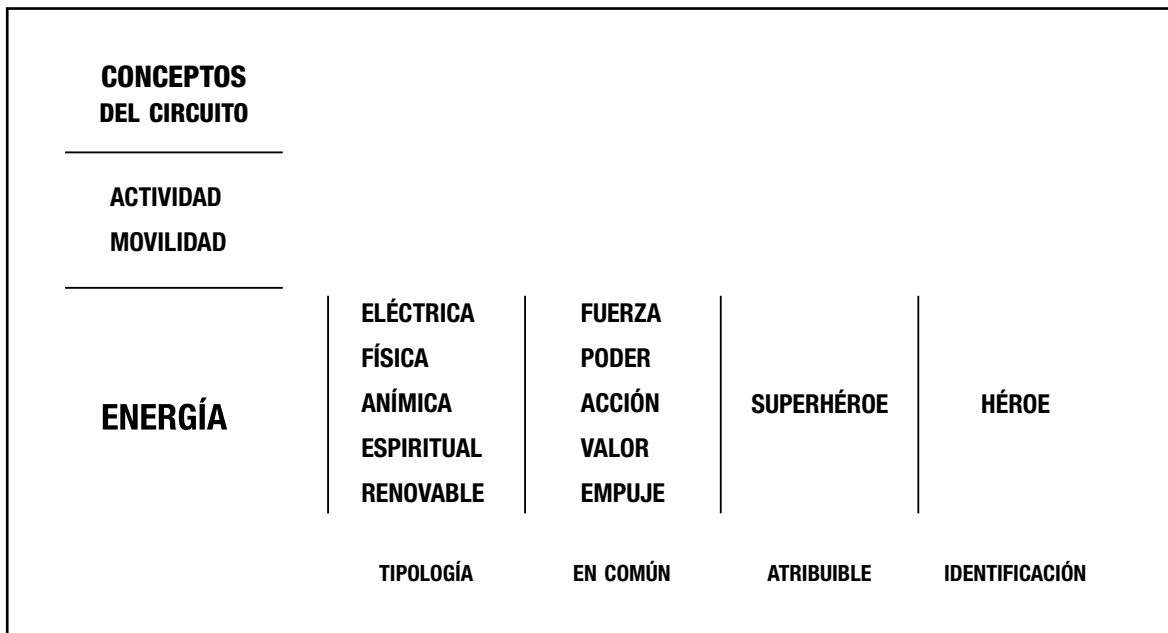 CONCEPTOS
DEL CIRCUITO
ACTIVIDAD
MOVILIDAD
ENERGÍA
ELÉCTRICA
FÍSICA
ANÍMICA
ESPIRITUAL
RENOVABLE
TIPOLOGÍA
FUERZA
PODER
ACCIÓN
VALOR
EMPUJE
EN COMÚN
SUPERHÉROE
ATRIBUIBLE
HÉROE
IDENTIFICACIÓN